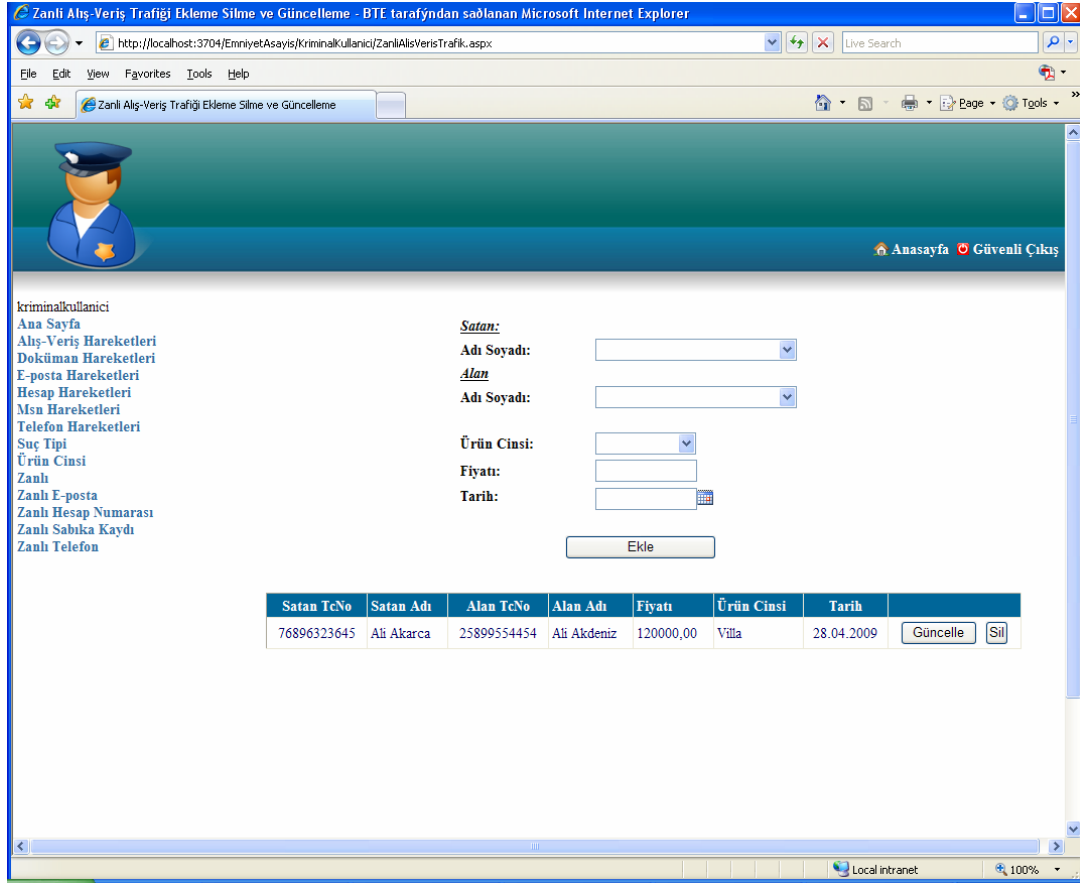 Zanli Alış-Veriş Trafiği Ekleme Silme ve Güncelleme - BTE tarafýndan saðlanan Microsoft Internet Explorer
http://localhost:3704/EmniyetAsayis/KriminalKullanici/ZanliAlisVerisTrafik.aspx
Live Search
File Edit View Favorites Tools Help
Zanli Alış-Veriş Trafiği Ekleme Silme ve Güncelleme
Page Tools »
Anasayfa Güvenli Çıkış
kriminalkullanici
Ana Sayfa
Alış-Veriş Hareketleri
Doküman Hareketleri
E-posta Hareketleri
Hesap Hareketleri
Msn Hareketleri
Telefon Hareketleri
Suç Tipi
Ürün Cinsi
Zanlı
Zanlı E-posta
Zanlı Hesap Numarası
Zanlı Sabıka Kaydı
Zanlı Telefon
Satan:
Adı Soyadı:
Alan
Adı Soyadı:
Ürün Cinsi:
Fiyatı:
Tarih:
Ekle
Satan TcNo Satan Adı Alan TcNo Alan Adı Fiyatı Ürün Cinsi Tarih
76896323645 Ali Akarca 25899554454 Ali Akdeniz 120000,00 Villa 28.04.2009 Güncelle Sil
Local intranet 100%